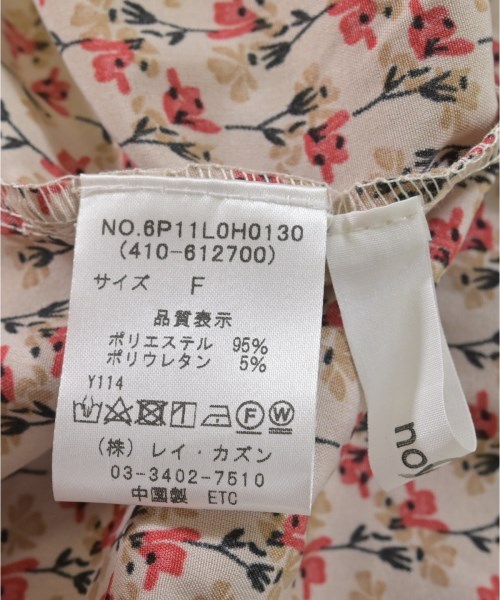 NO.6P11L0H0130
(410-612700)
サイズ F
品質表示
ポリエステル 95%
ポリウレタン 5%
Y114
(株) レイ・カズン
03-3402-7510
中国製 ETC